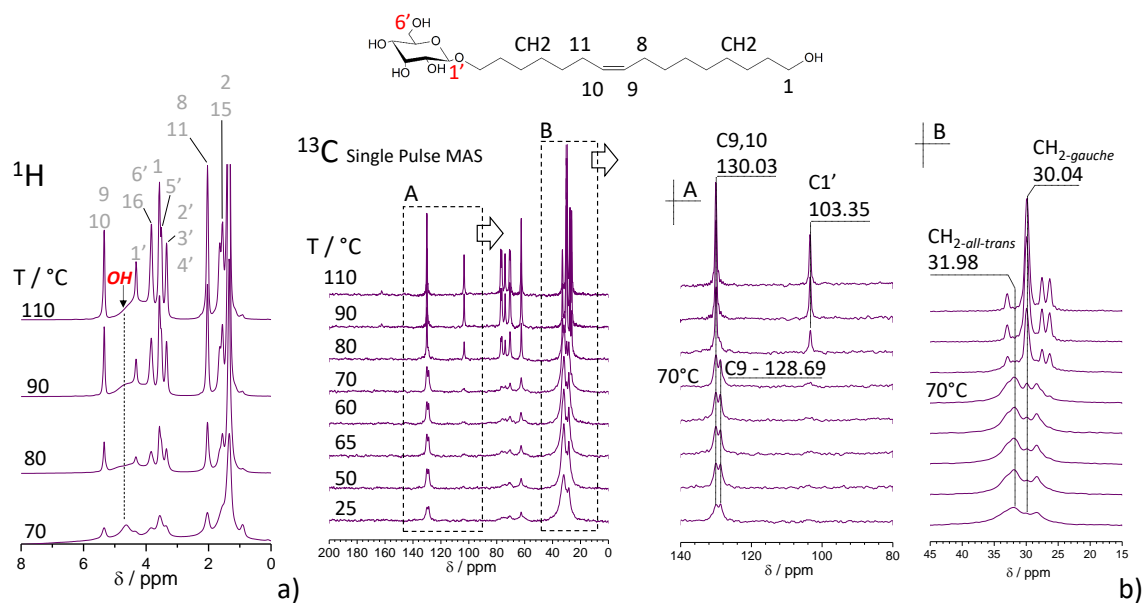 6’ OH
HO
O
HO
OH
OH
O
1’
CH2
11
8
CH2
OH
10
9
1
1H
9
10
OH
1’
16
6’
1
5’
2’
3’
4’
8
11
2
15
T / °C
110
90
80
70
8
6
4
2
0
δ / ppm
a)
13C Single Pulse MAS
A
B
T / °C
110
90
80
70
60
65
50
25
200 180 160 140 120 100 80 60 40 20 0
δ / ppm
A
C9,10
130.03
C1’
103.35
70°C
C9 - 128.69
140 120 100 80
δ / ppm
B
CH2-gauche
30.04
CH2-all-trans
31.98
70°C
45 40 35 30 25 20 15
δ / ppm
b)